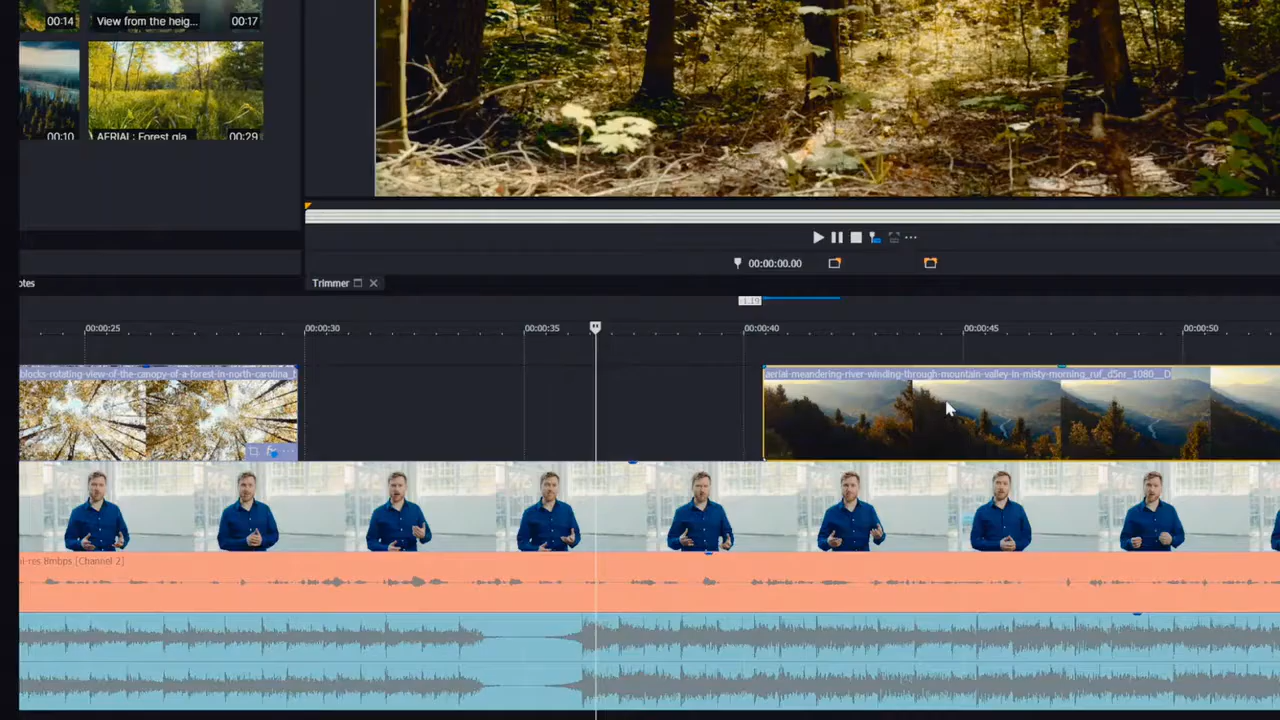 00:14
View from the heig...
00:17
00:10
AERIAL: Forest gla
00:29
00:00:00.00
otes
Trimmer
-1.19
00:00:25
00:00:30
00:00:35
00:00:40
00:00:45
00:00:50
blocks-rotating-view-of-the-canopy-of-a-forest-in-north-carolina_
aerial-meandering-river-winding-through-mountain-valley-in-misty-morning_ruf_d5nr_1080__D
l-res 8mbps [Channel 2]